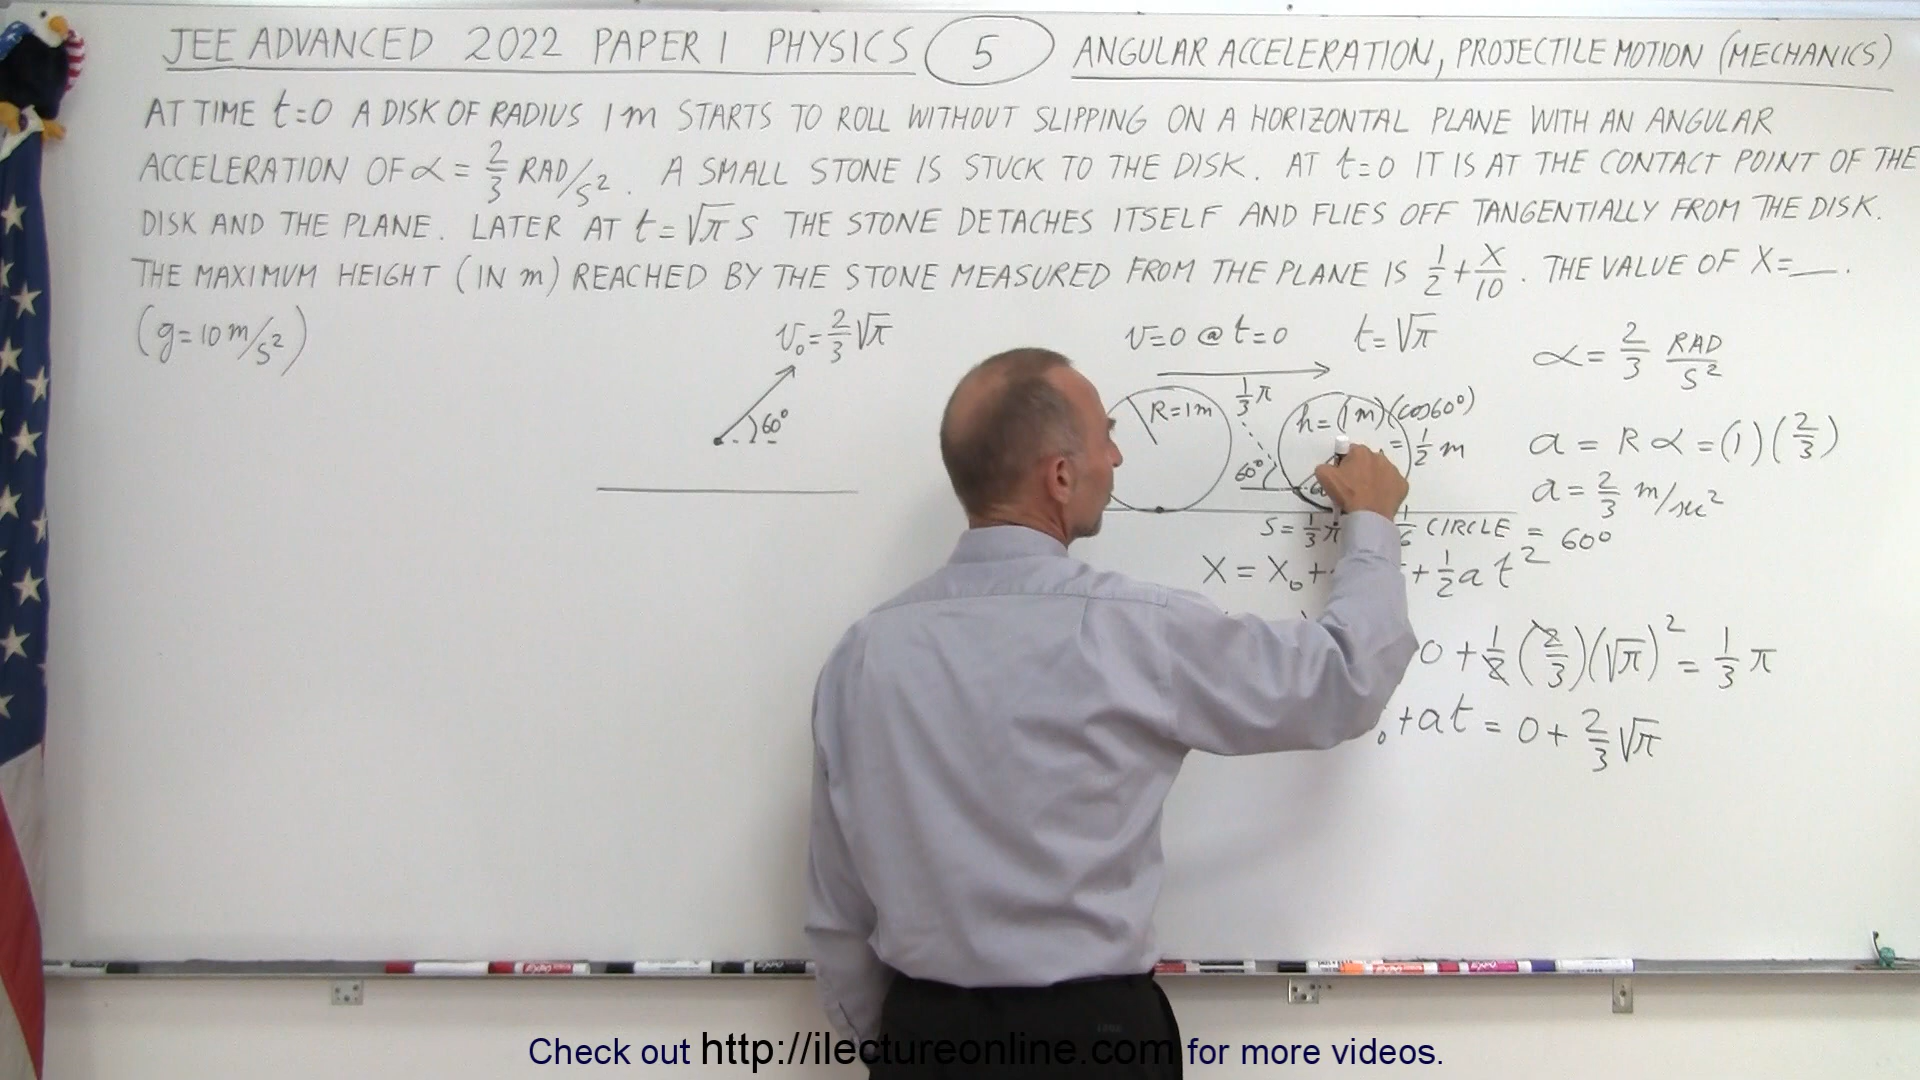 JEE ADVANCED 2022 PAPER 1 PHYSICS 5 ANGULAR ACCELERATION, PROJECTILE MOTION (MECHANICS)
AT TIME t=0 A DISK OF RADIUS 1m STARTS TO ROLL WITHOUT SLIPPING ON A HORIZONTAL PLANE WITH AN ANGULAR
ACCELERATION OF α = 2/3 RAD/s². A SMALL STONE IS STUCK TO THE DISK. AT t=0 IT IS AT THE CONTACT POINT OF THE
DISK AND THE PLANE. LATER AT t=√π s THE STONE DETACHES ITSELF AND FLIES OFF TANGENTIALLY FROM THE DISK.
THE MAXIMUM HEIGHT (IN m) REACHED BY THE STONE MEASURED FROM THE PLANE IS 1/2 + X/10. THE VALUE OF X=__.
(g=10 m/s²)
v₀ = 2/3 √π
60°
v=0 @ t=0
t=√π
R=1m
1/3 π
h=(1m)(cos60°)
= 1/2 m
60°
S = 1/3 π
CIRCLE = 60°
α = 2/3 RAD/s²
a = Rα = (1)(2/3)
a = 2/3 m/sec²
X = X₀ + + 1/2 a t²
0 + 1/2 (2/3)(√π)² = 1/3 π
₀ + at = 0 + 2/3 √π
Check out http://ilectureonline.com for more videos.